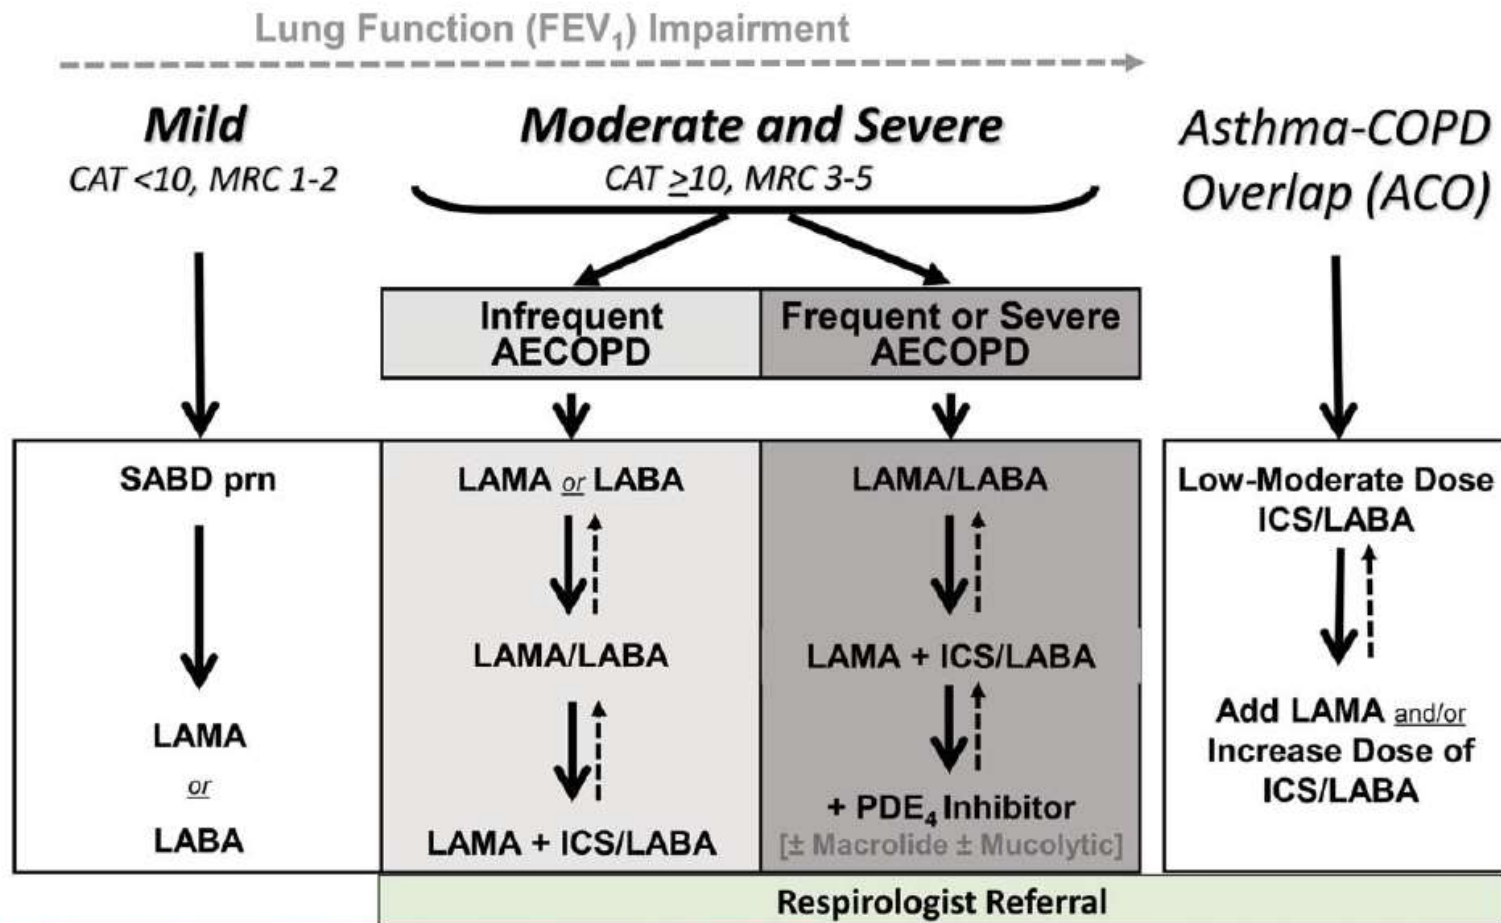 Lung Function (FEV₁) Impairment
Mild
CAT <10, MRC 1-2
Moderate and Severe
CAT ≥10, MRC 3-5
Asthma-COPD
Overlap (ACO)
Infrequent
AECOPD
Frequent or Severe
AECOPD
SABD prn
LAMA
or
LABA
LAMA or LABA
LAMA/LABA
LAMA + ICS/LABA
LAMA/LABA
LAMA + ICS/LABA
+ PDE₄ Inhibitor
[± Macrolide ± Mucolytic]
Low-Moderate Dose
ICS/LABA
Add LAMA and/or
Increase Dose of
ICS/LABA
Respirologist Referral